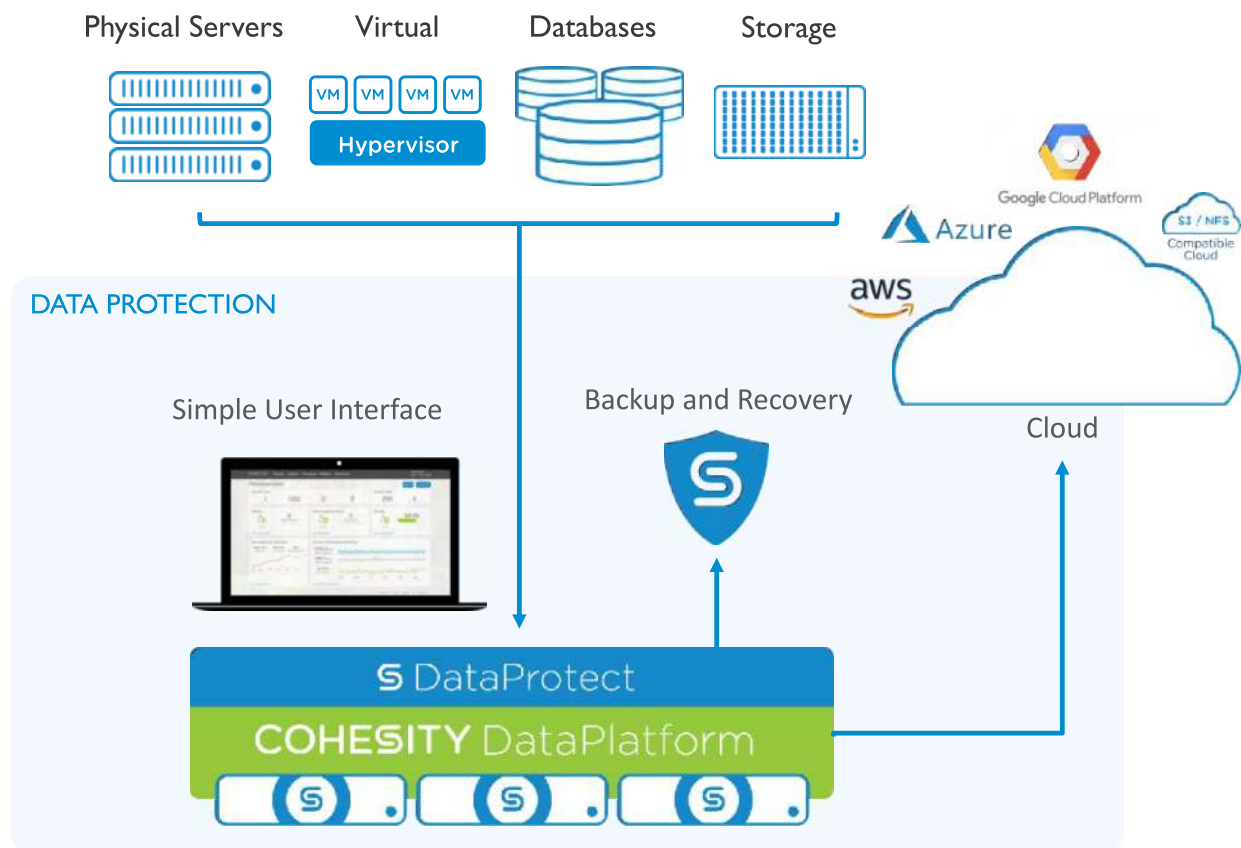 Physical Servers
Virtual
Databases
Storage
VM
VM
VM
VM
Hypervisor
Google Cloud Platform
Azure
S3 / NFS
Compatible
Cloud
aws
DATA PROTECTION
Simple User Interface
Backup and Recovery
Cloud
S
S DataProtect
COHESITY DataPlatform
S
S
S